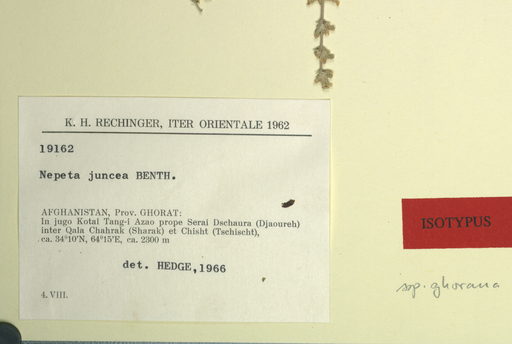 K. H. RECHINGER, ITER ORIENTALE 1962
19162
Nepeta juncea BENTH.
AFGHANISTAN, Prov. GHORAT:
In jugo Kotal Tang-i Azao prope Serai Dschaura (Djaoureh)
inter Qala Chahrak (Sharak) et Chisht (Tschischt),
ca. 34°10'N, 64°15'E, ca. 2300 m
det. HEDGE,1966
4. VIII.
ISOTYPUS
ssp. ghorana